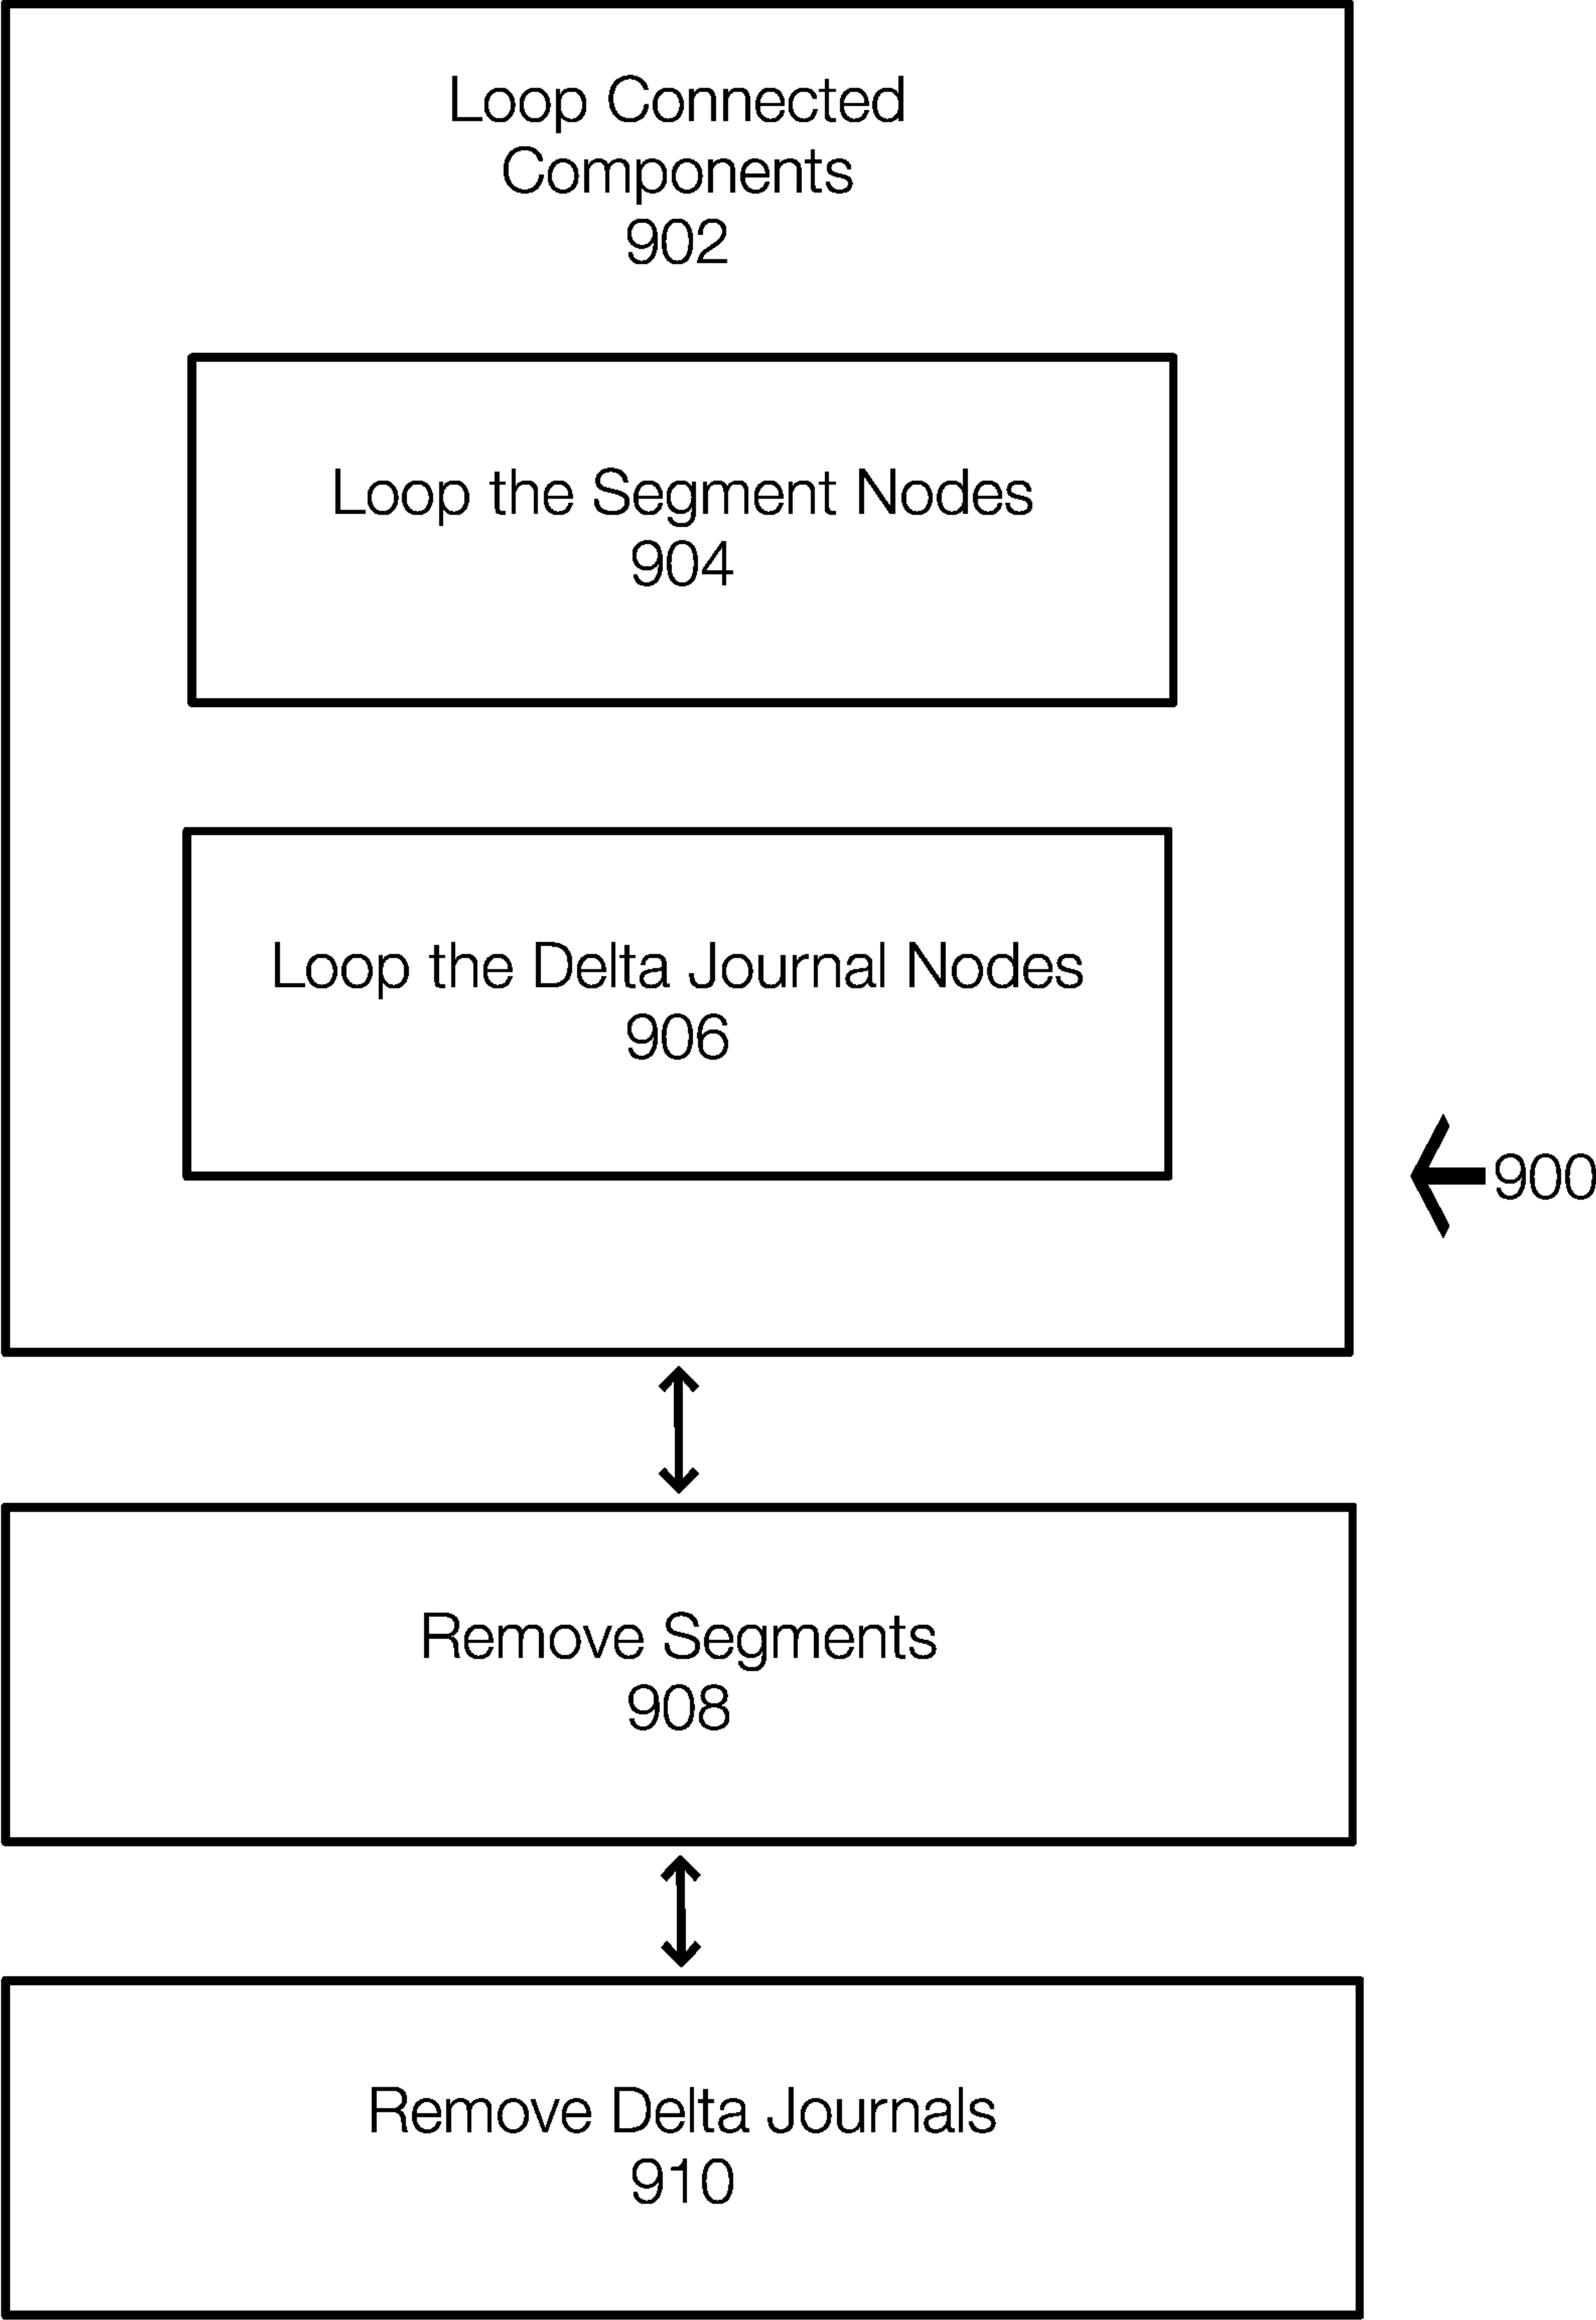 Loop Connected
Components
902
Loop the Segment Nodes
904
Loop the Delta Journal Nodes
906
900
Remove Segments
908
Remove Delta Journals
910